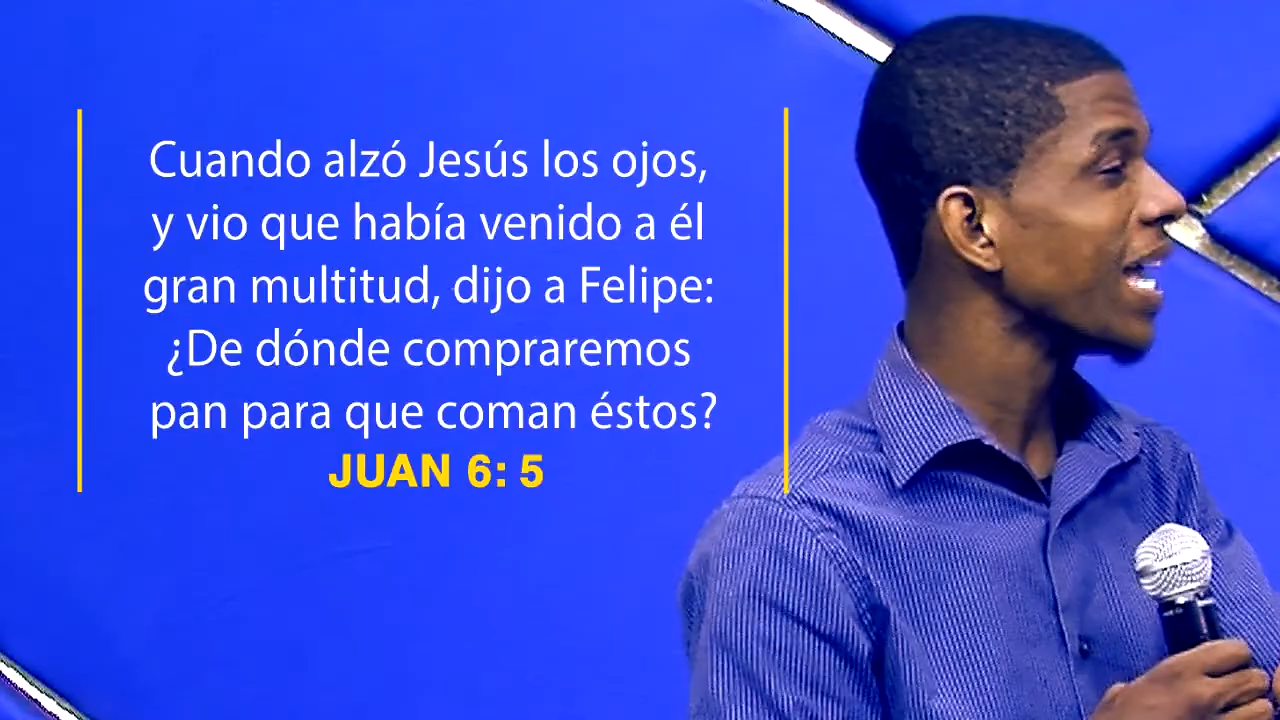 Cuando alzó Jesús los ojos,
y vio que había venido a él
gran multitud, dijo a Felipe:
¿De dónde compraremos
pan para que coman éstos?
JUAN 6: 5